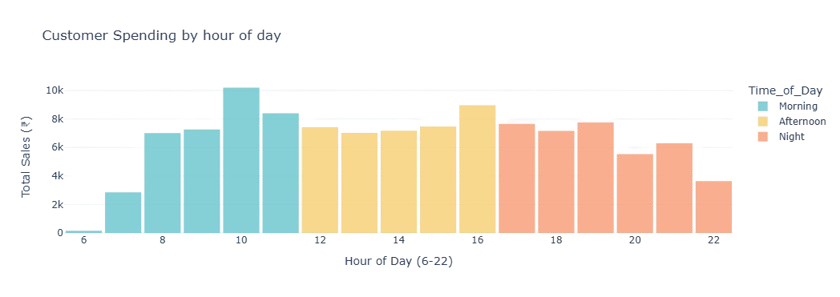 Customer Spending by hour of day
Total Sales (₹)
10k
8k
6k
4k
2k
0
6 8 10 12 14 16 18 20 22
Hour of Day (6-22)
Time_of_Day
Morning
Afternoon
Night